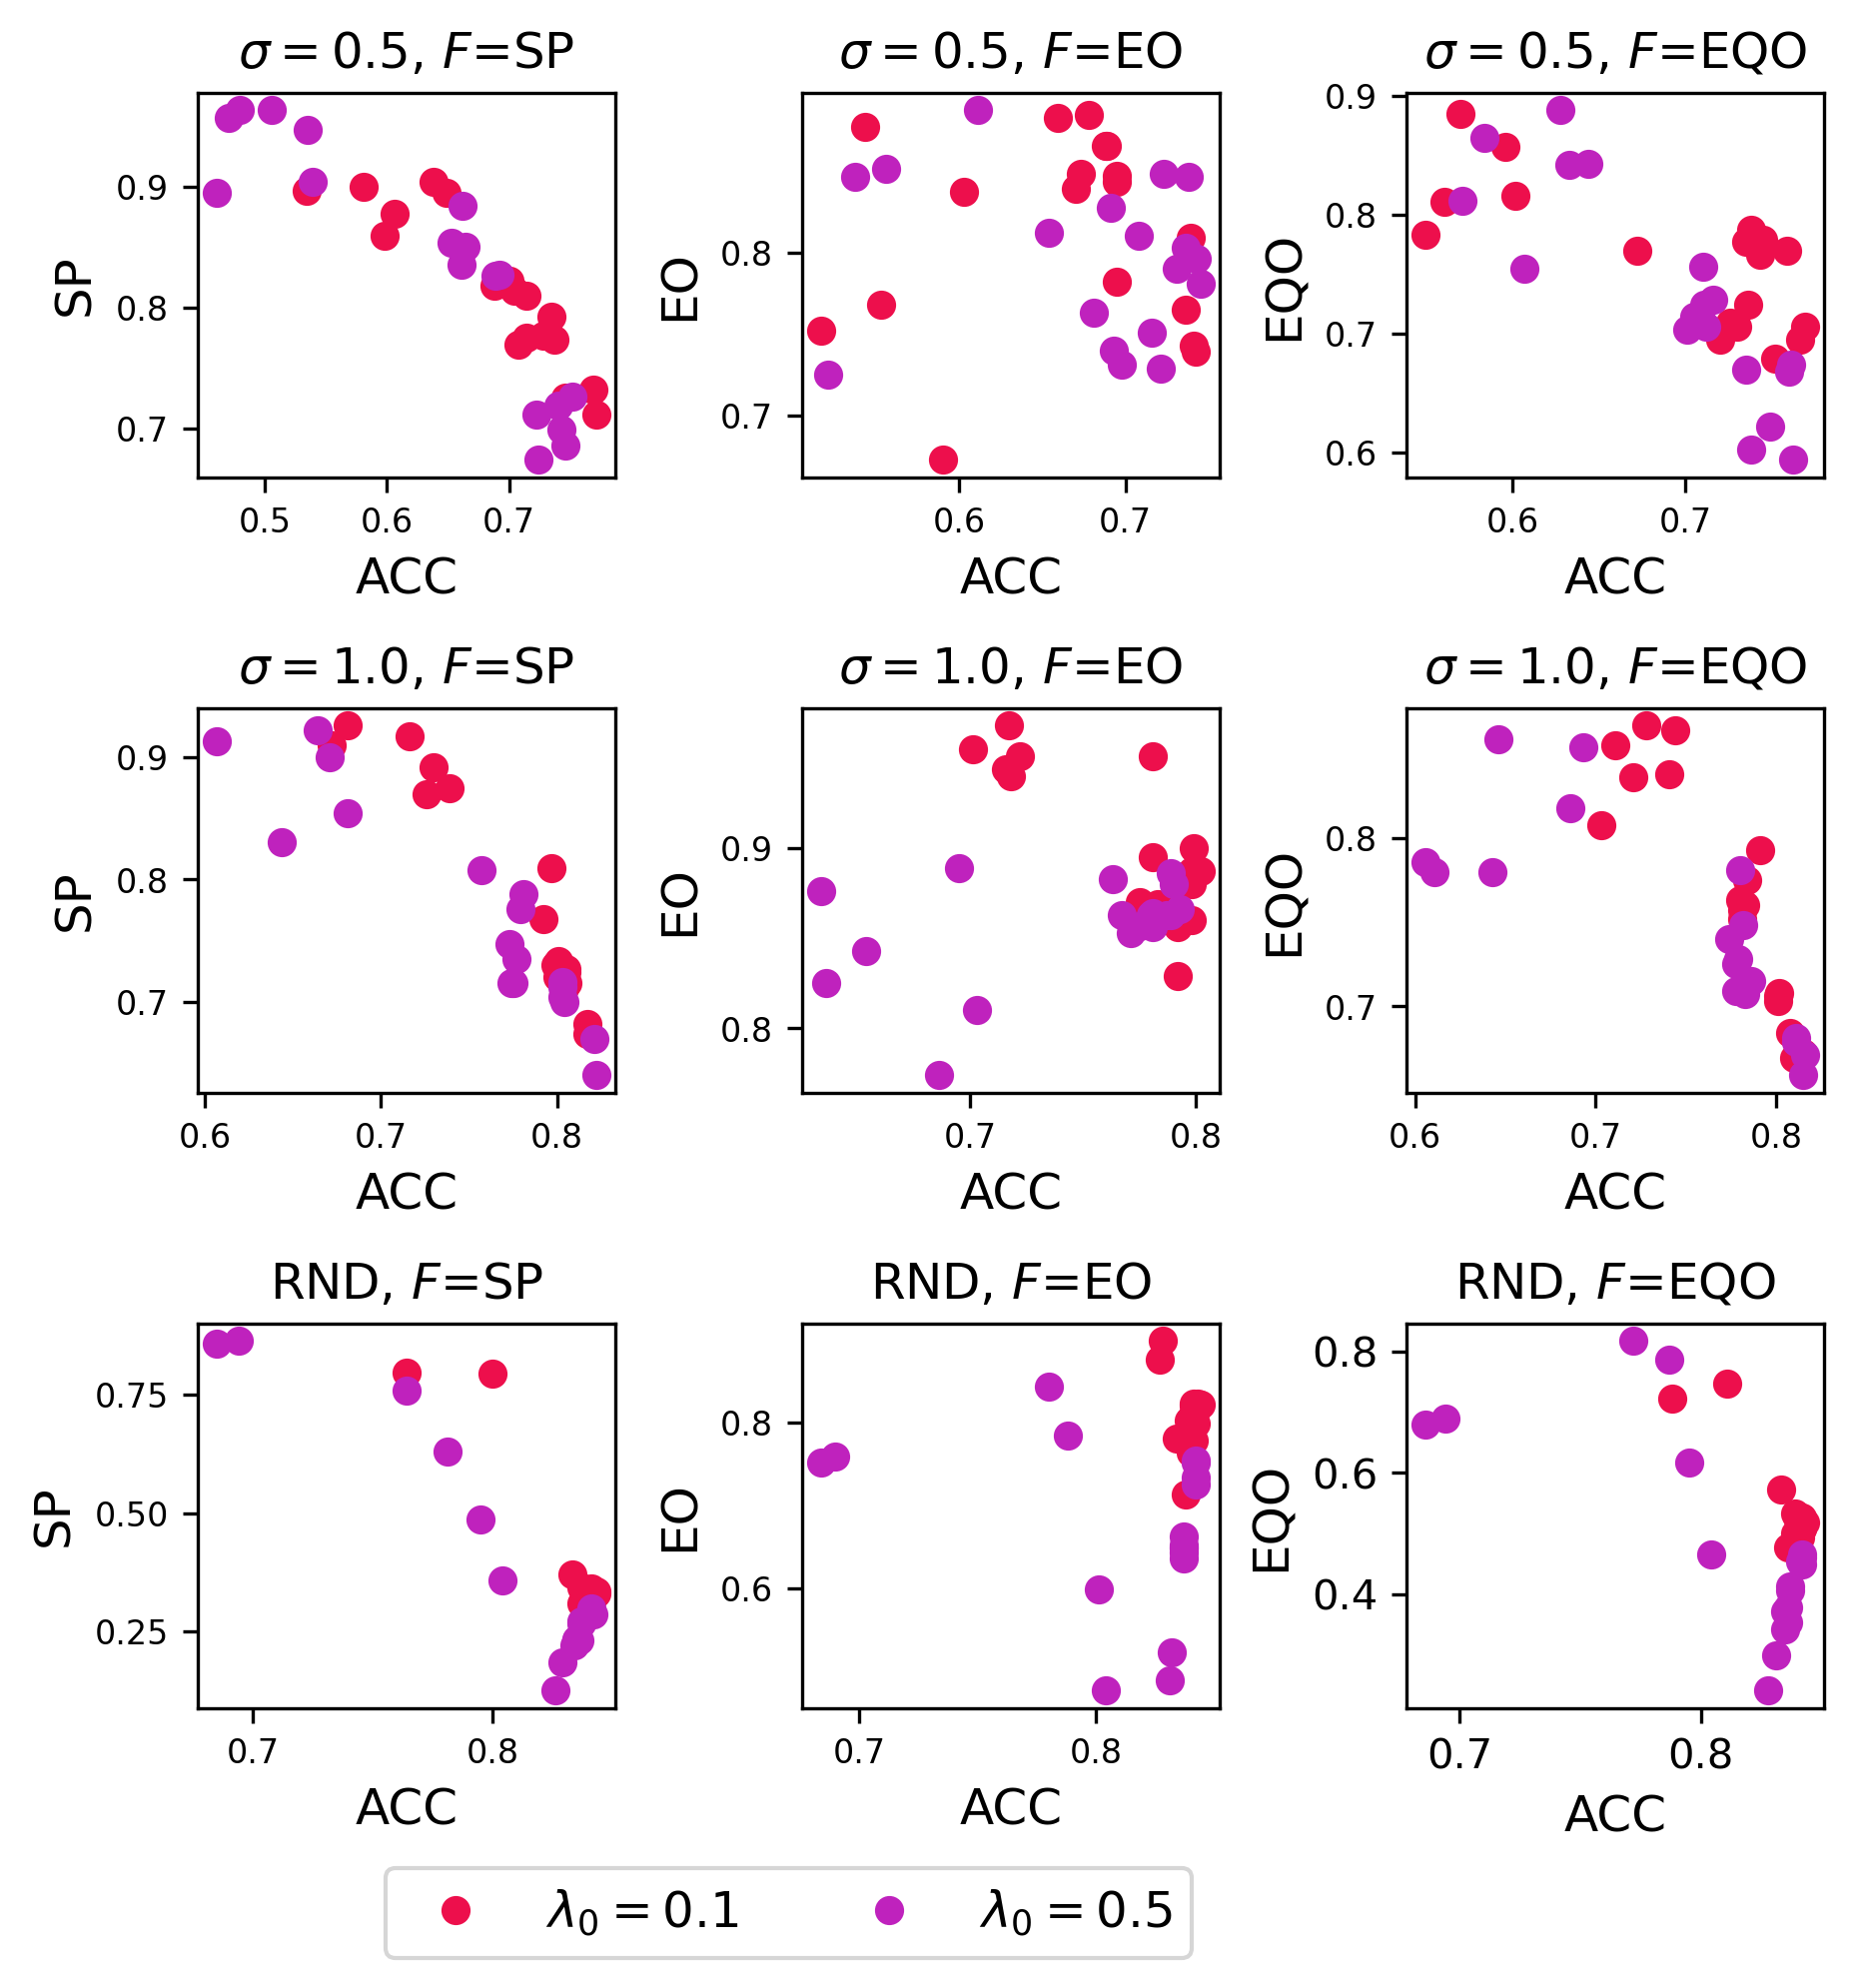 σ = 0.5, F=SP
SP
0.9
0.8
0.7
0.5 0.6 0.7
ACC
σ = 0.5, F=EO
EO
0.8
0.7
0.6 0.7
ACC
σ = 0.5, F=EQO
EQO
0.9
0.8
0.7
0.6
0.6 0.7
ACC
σ = 1.0, F=SP
SP
0.9
0.8
0.7
0.6 0.7 0.8
ACC
σ = 1.0, F=EO
EO
0.9
0.8
0.7 0.8
ACC
σ = 1.0, F=EQO
EQO
0.8
0.7
0.6 0.7 0.8
ACC
RND, F=SP
SP
0.75
0.50
0.25
0.7 0.8
ACC
RND, F=EO
EO
0.8
0.6
0.7 0.8
ACC
RND, F=EQO
EQO
0.8
0.6
0.4
0.7 0.8
ACC
λ₀ = 0.1 λ₀ = 0.5